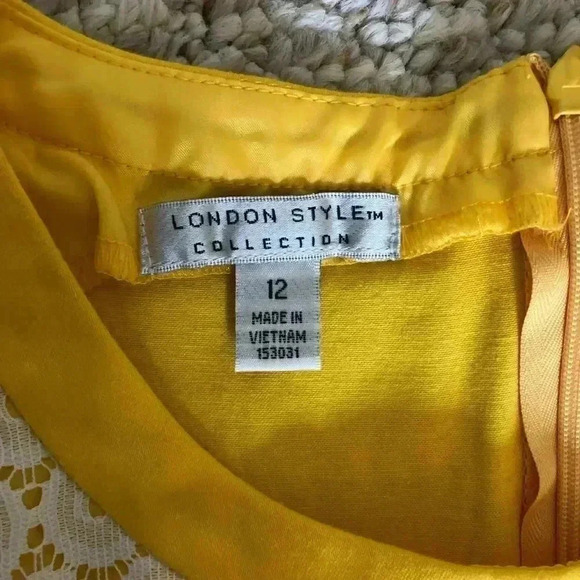 LONDON STYLE™
COLLECTION
12
MADE IN
VIETNAM
153031